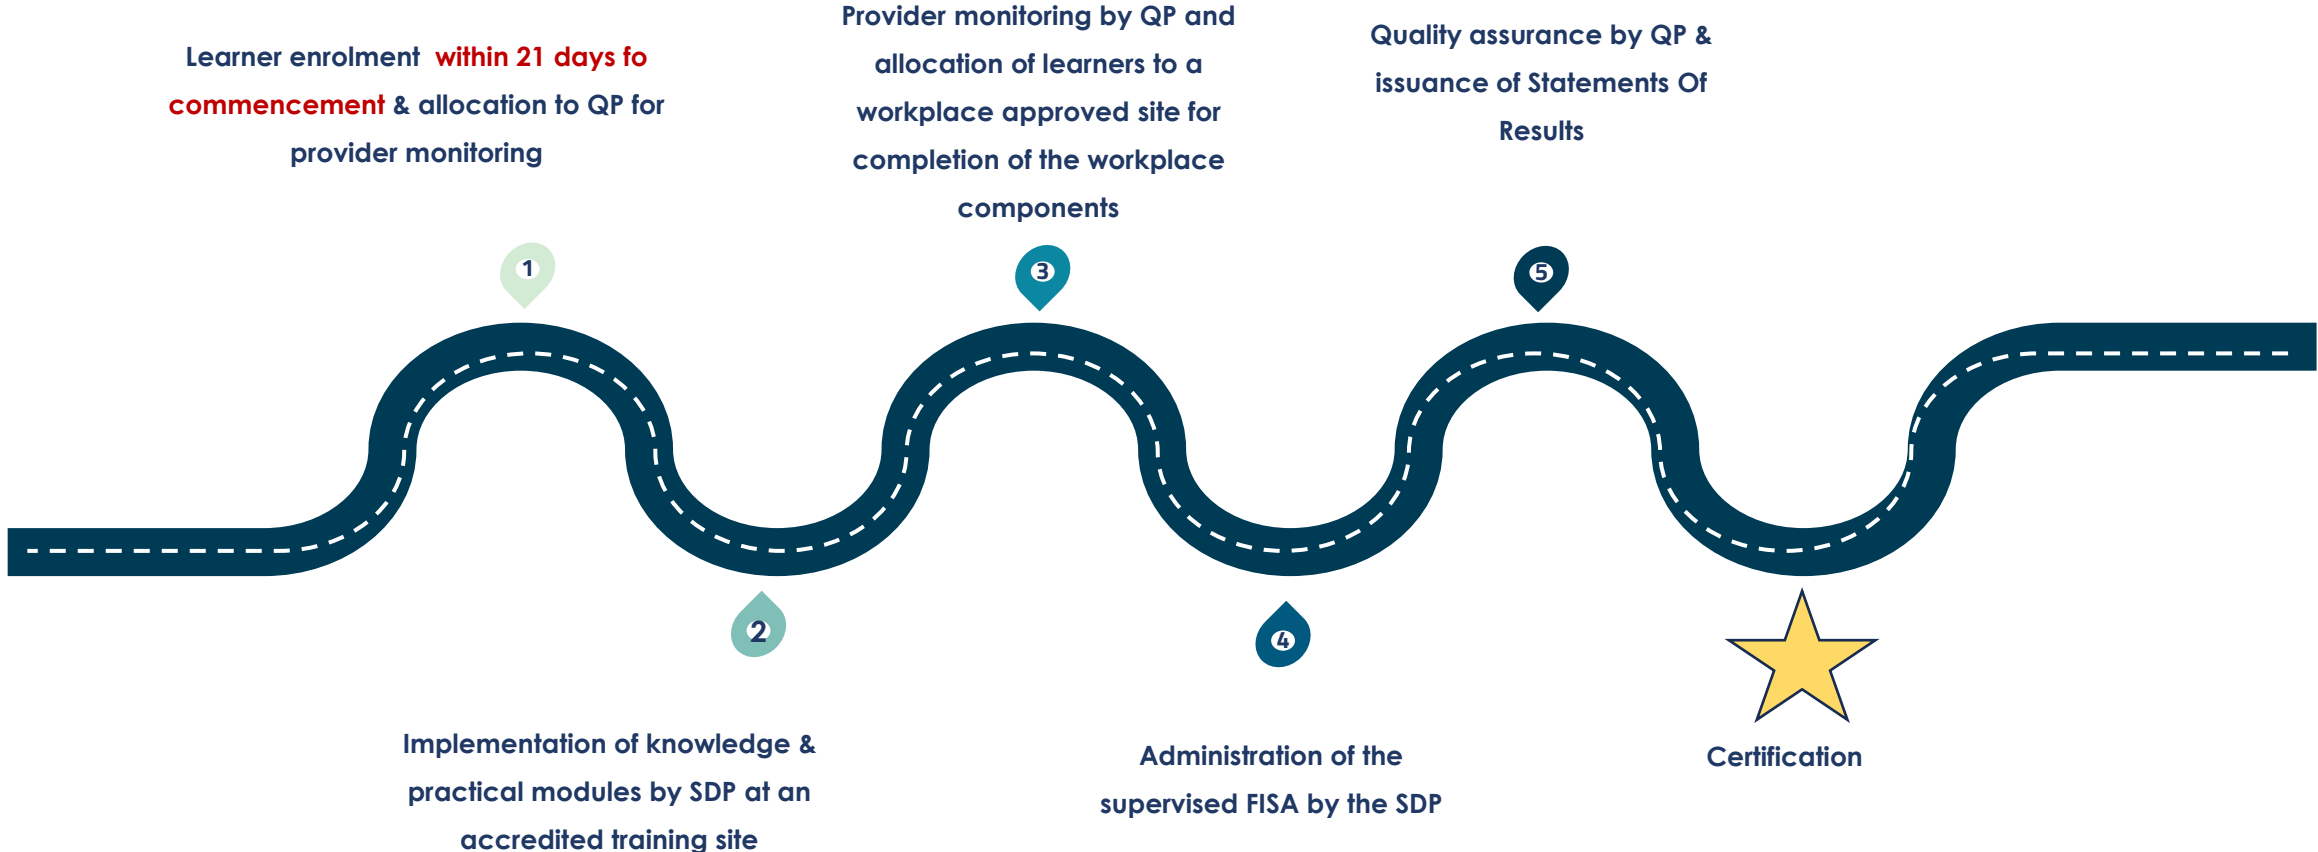 Learner enrolment within 21 days fo
commencement & allocation to QP for
provider monitoring
1
Implementation of knowledge &
practical modules by SDP at an
accredited training site
2
Provider monitoring by QP and
allocation of learners to a
workplace approved site for
completion of the workplace
components
3
Administration of the
supervised FISA by the SDP
4
Quality assurance by QP &
issuance of Statements Of
Results
5
Certification